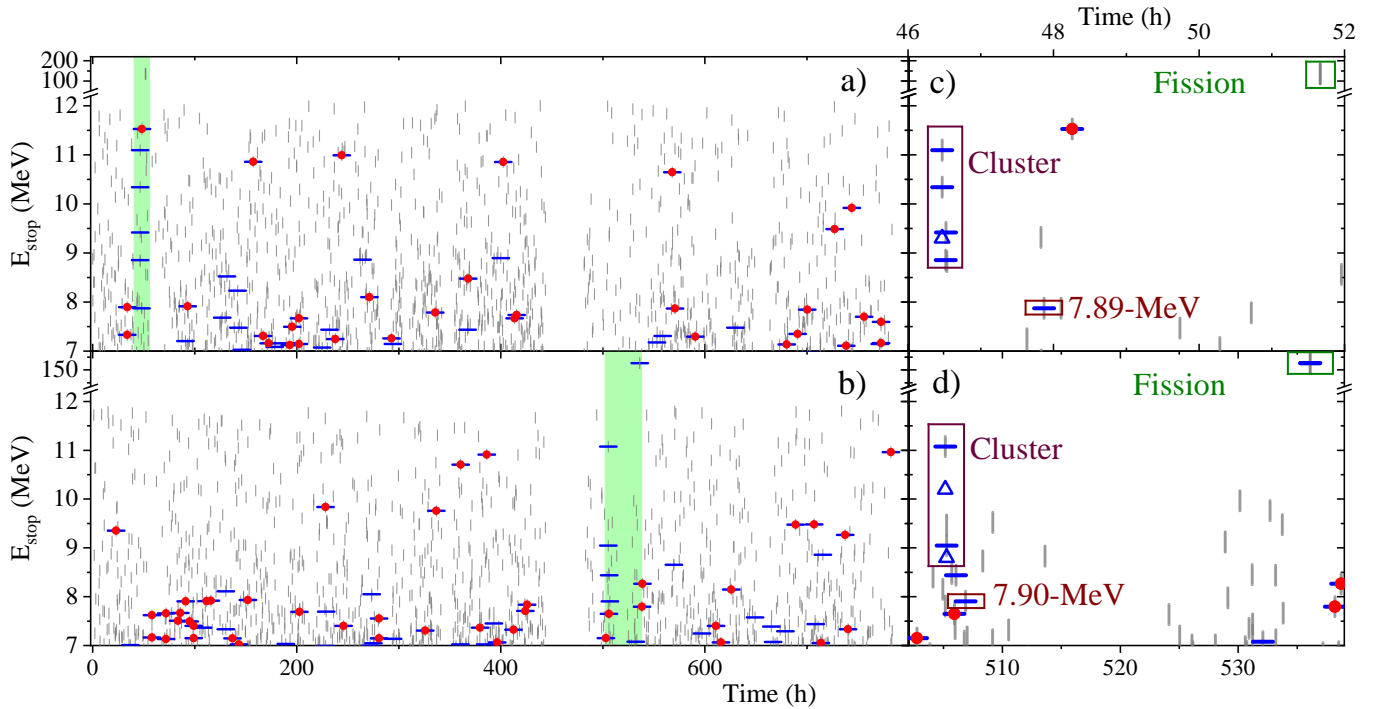 Time (h)
46 48 50 52
200
100
12
11
10
9
8
7
E_stop (MeV)
a)
c)
Fission
Cluster
7.89-MeV
150
12
11
10
9
8
7
E_stop (MeV)
b)
d)
Fission
Cluster
7.90-MeV
0 200 400 600
510 520 530
Time (h)